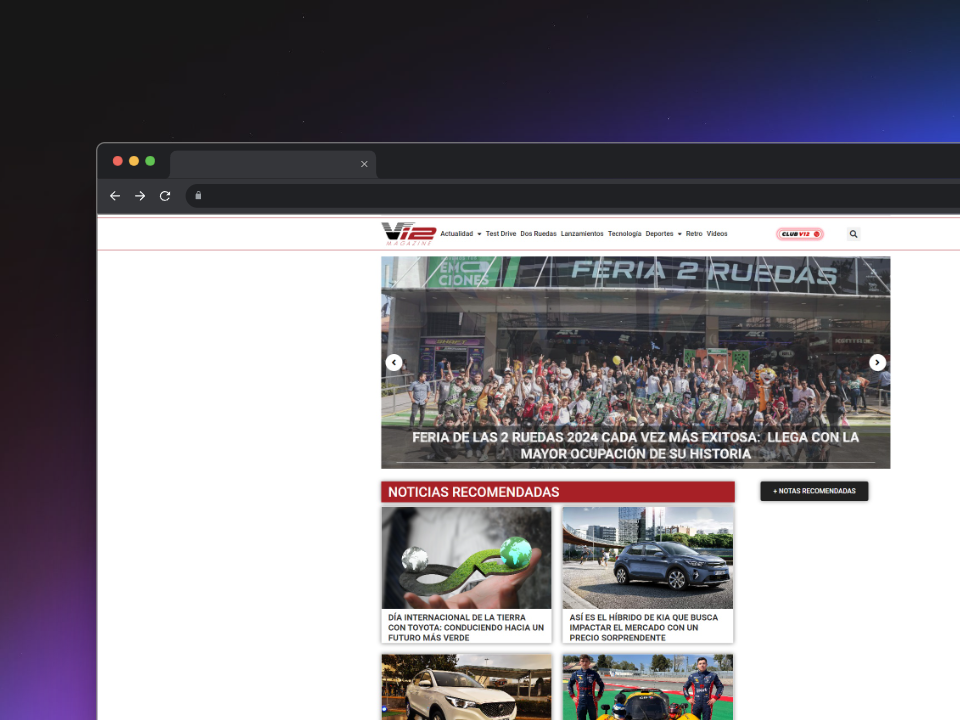 Vi2
MAGAZINE
Actualidad Test Drive Dos Ruedas Lanzamientos Tecnología Deportes Retro Videos
CLUB V12
EMO
CIONES
FERIA 2 RUEDAS
FERIA DE LAS 2 RUEDAS 2024 CADA VEZ MÁS EXITOSA: LLEGA CON LA
MAYOR OCUPACIÓN DE SU HISTORIA
NOTICIAS RECOMENDADAS
+ NOTAS RECOMENDADAS
DÍA INTERNACIONAL DE LA TIERRA
CON TOYOTA: CONDUCIENDO HACIA UN
FUTURO MÁS VERDE
ASÍ ES EL HÍBRIDO DE KIA QUE BUSCA
IMPACTAR EL MERCADO CON UN
PRECIO SORPRENDENTE